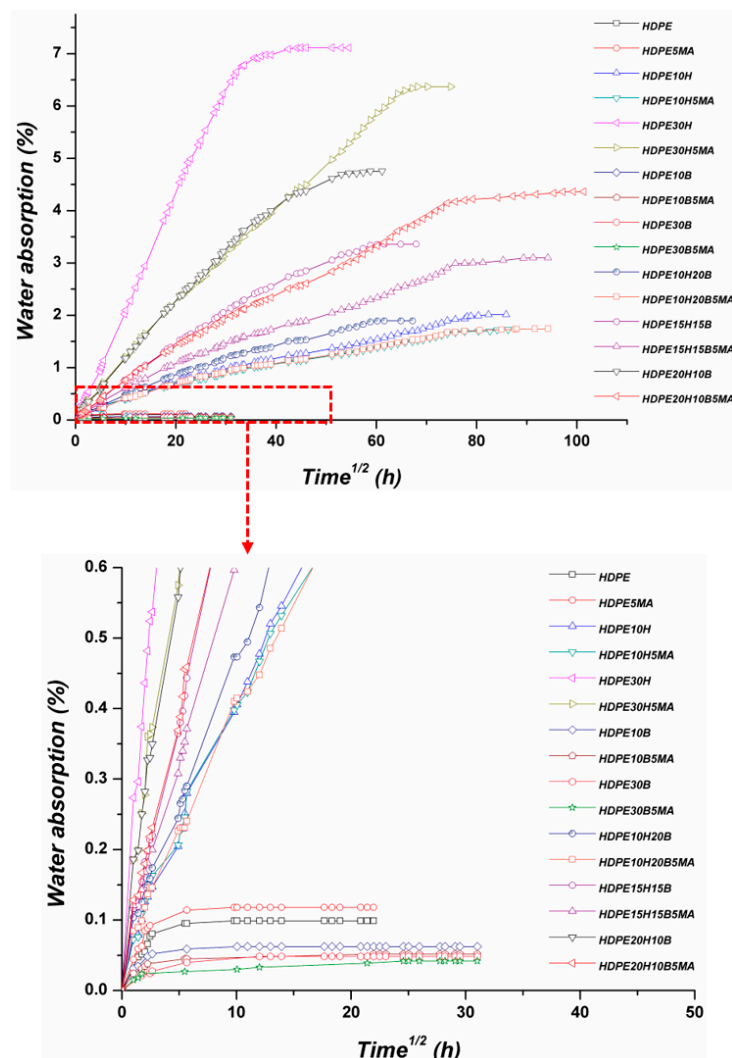 Water absorption (%)
7
6
5
4
3
2
1
0
0 20 40 60 80 100
Time1/2 (h)
HDPE
HDPE5MA
HDPE10H
HDPE10H5MA
HDPE30H
HDPE30H5MA
HDPE10B
HDPE10B5MA
HDPE30B
HDPE30B5MA
HDPE10H20B
HDPE10H20B5MA
HDPE15H15B
HDPE15H15B5MA
HDPE20H10B
HDPE20H10B5MA
Water absorption (%)
0.6
0.5
0.4
0.3
0.2
0.1
0.0
0 10 20 30 40 50
Time1/2 (h)
HDPE
HDPE5MA
HDPE10H
HDPE10H5MA
HDPE30H
HDPE30H5MA
HDPE10B
HDPE10B5MA
HDPE30B
HDPE30B5MA
HDPE10H20B
HDPE10H20B5MA
HDPE15H15B
HDPE15H15B5MA
HDPE20H10B
HDPE20H10B5MA